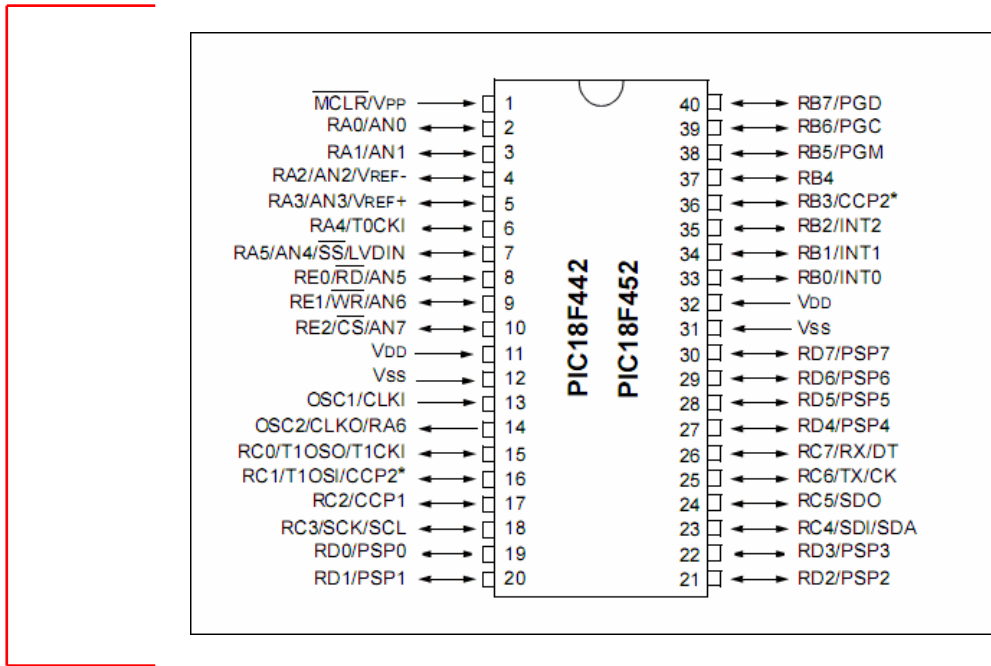 MCLR/VPP 1
RA0/AN0 2
RA1/AN1 3
RA2/AN2/VREF- 4
RA3/AN3/VREF+ 5
RA4/T0CKI 6
RA5/AN4/SS/LVDIN 7
RE0/RD/AN5 8
RE1/WR/AN6 9
RE2/CS/AN7 10
VDD 11
VSS 12
OSC1/CLKI 13
OSC2/CLKO/RA6 14
RC0/T1OSO/T1CKI 15
RC1/T1OSI/CCP2* 16
RC2/CCP1 17
RC3/SCK/SCL 18
RD0/PSP0 19
RD1/PSP1 20
PIC18F442
PIC18F452
40 RB7/PGD
39 RB6/PGC
38 RB5/PGM
37 RB4
36 RB3/CCP2*
35 RB2/INT2
34 RB1/INT1
33 RB0/INT0
32 VDD
31 VSS
30 RD7/PSP7
29 RD6/PSP6
28 RD5/PSP5
27 RD4/PSP4
26 RC7/RX/DT
25 RC6/TX/CK
24 RC5/SDO
23 RC4/SDI/SDA
22 RD3/PSP3
21 RD2/PSP2